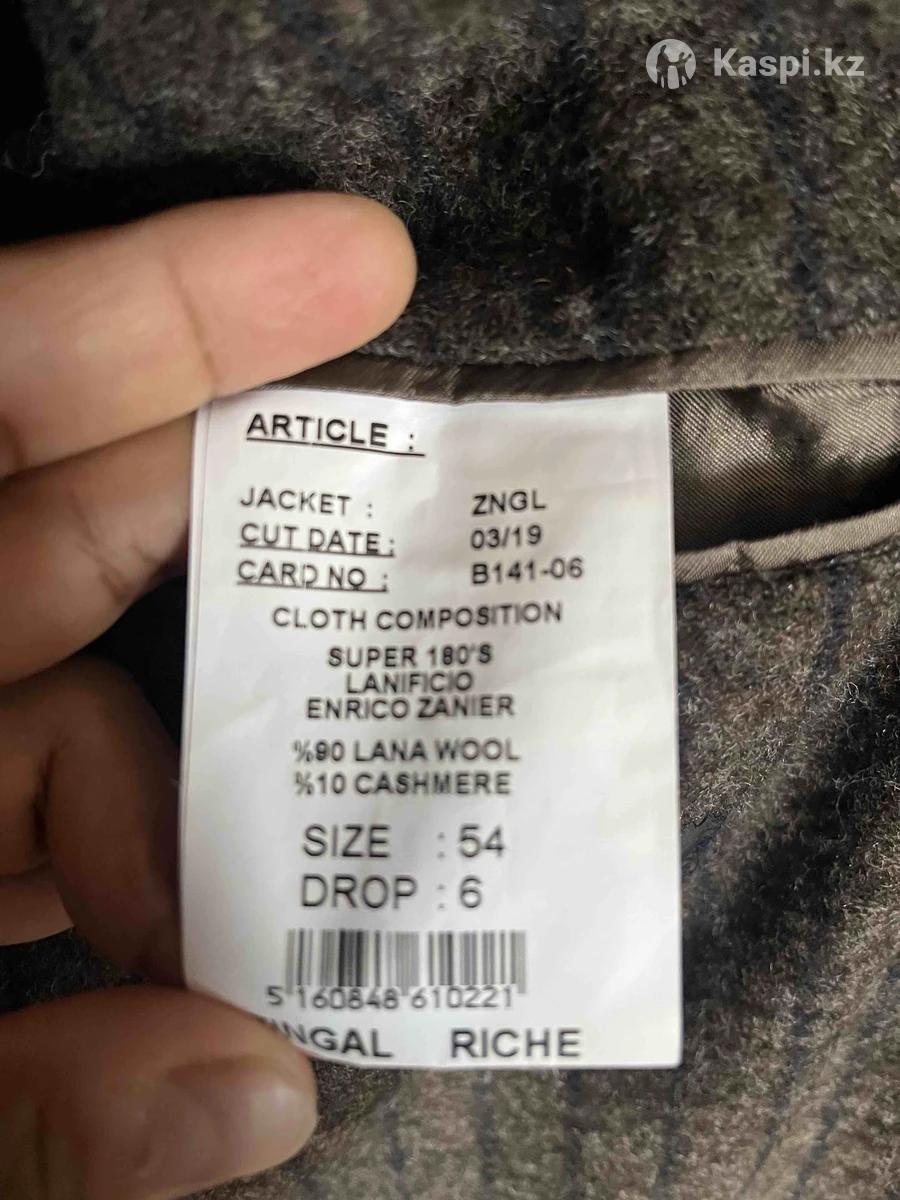 Kaspi.kz
ARTICLE :
JACKET : ZNGL
CUT DATE : 03/19
CARD NO : B141-06
CLOTH COMPOSITION
SUPER 180'S
LANIFICIO
ENRICO ZANIER
%90 LANA WOOL
%10 CASHMERE
SIZE : 54
DROP : 6
5 160848 610221
RICHE